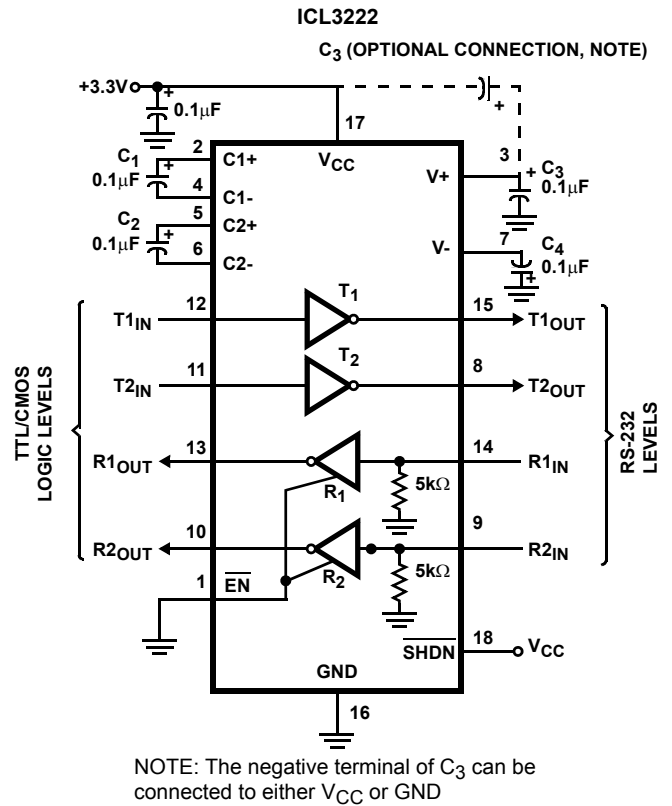 ICL3222
C3 (OPTIONAL CONNECTION, NOTE)
+3.3V
+
0.1μF
+
17
2
3
C1
0.1μF
+
C1+
VCC
V+
+
C3
0.1μF
4
C1-
5
C2
0.1μF
+
C2+
7
V-
C4
0.1μF
+
6
C2-
T1
12
15
T1IN
T1OUT
T2
11
8
T2IN
T2OUT
TTL/CMOS
LOGIC LEVELS
RS-232
LEVELS
13
14
R1OUT
R1IN
R1
5kΩ
10
9
R2OUT
R2IN
R2
5kΩ
1
EN
18
SHDN
VCC
GND
16
NOTE: The negative terminal of C3 can be
connected to either VCC or GND